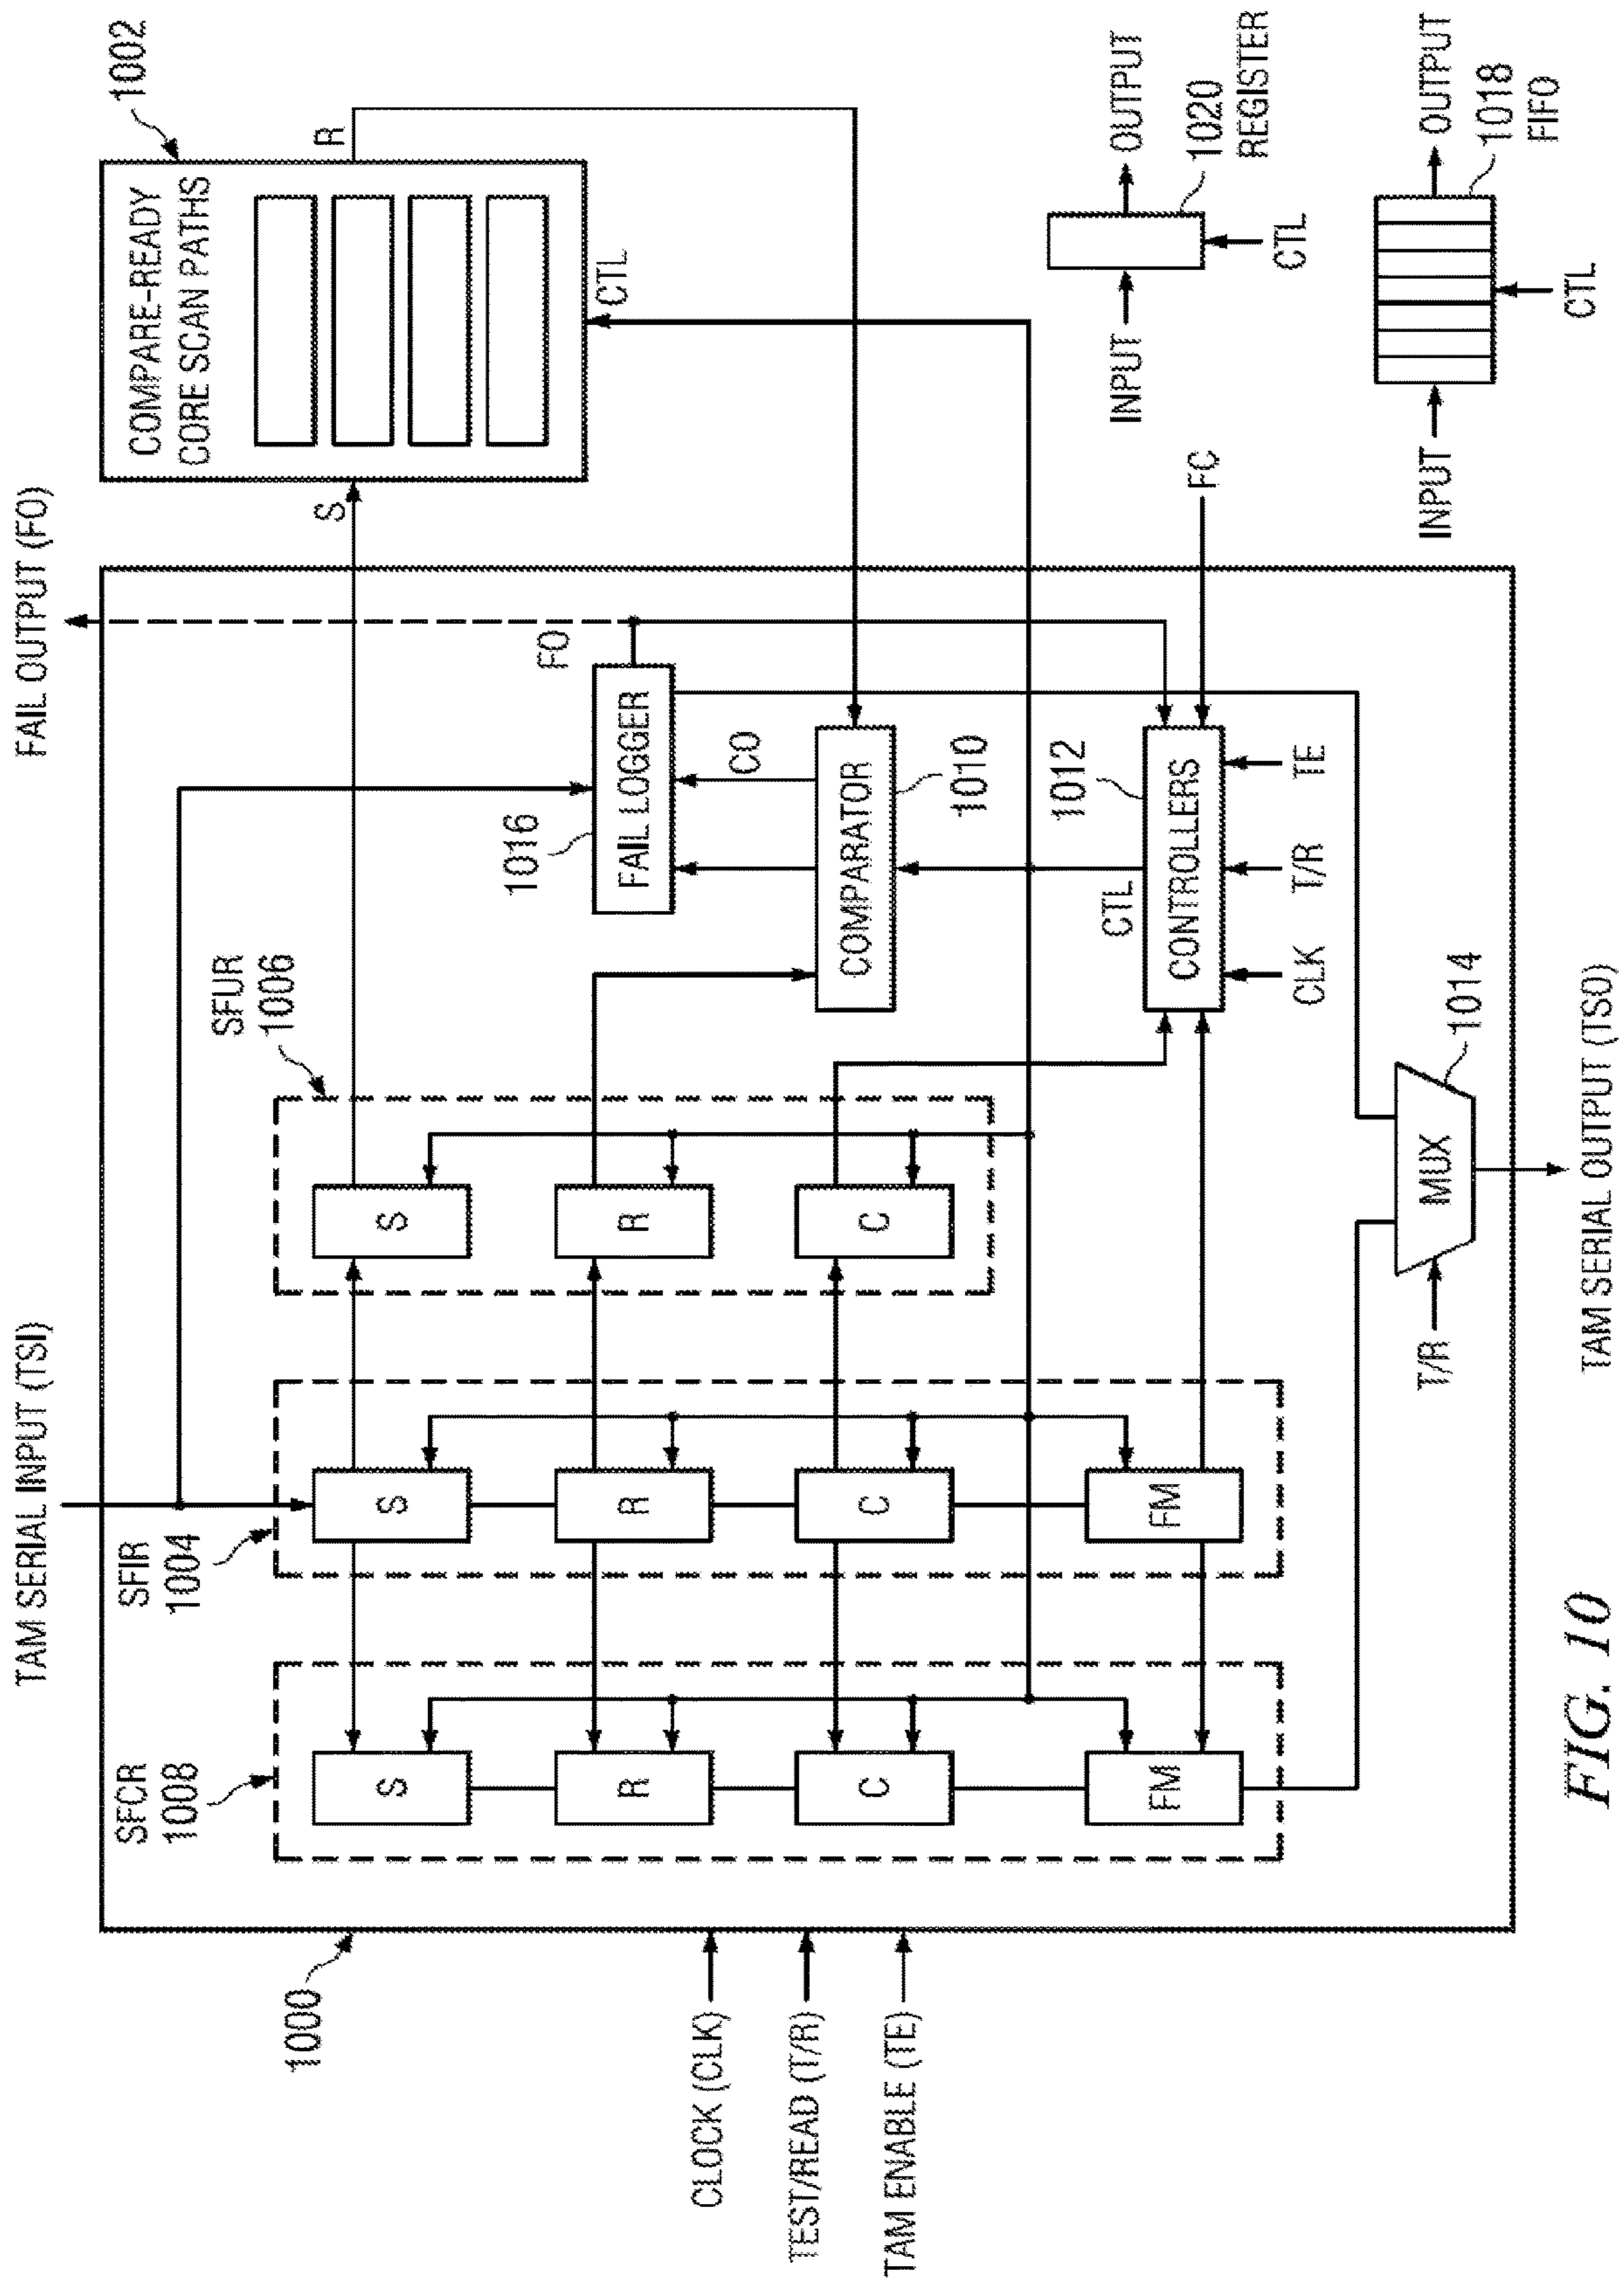 TAM SERIAL INPUT (TSI)
FAIL OUTPUT (FO)
1000
CLOCK (CLK)
TEST/READ (T/R)
TAM ENABLE (TE)
SFCR
1008
S
R
C
FM
SFIR
1004
S
R
C
FM
SFUR
1006
S
R
C
1016
FAIL LOGGER
FO
CO
COMPARATOR
1010
1012
CTL
CONTROLLERS
CLK
T/R
TE
FC
S
COMPARE-READY
CORE SCAN PATHS
R
1002
CTL
T/R
MUX
1014
TAM SERIAL OUTPUT (TSO)
INPUT
OUTPUT
CTL
1020
REGISTER
INPUT
OUTPUT
CTL
1018
FIFO
FIG. 10